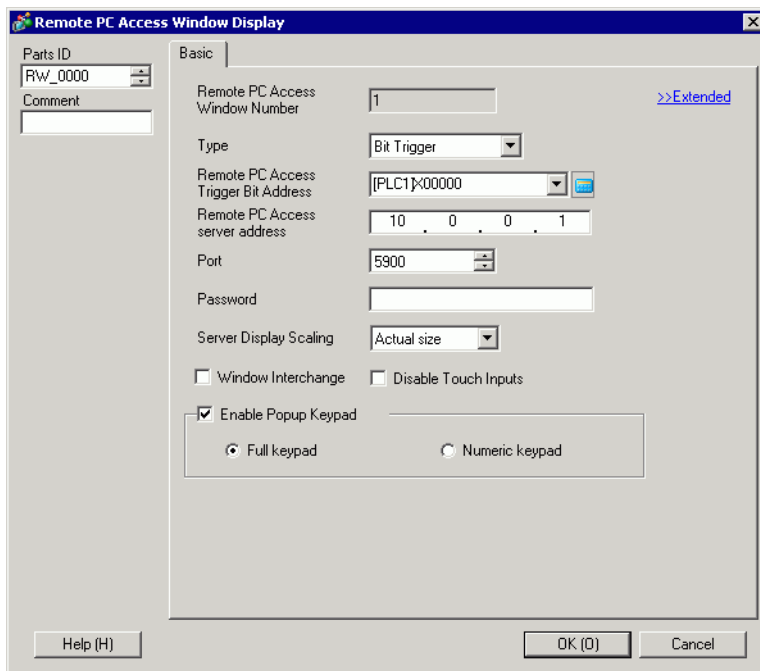 Remote PC Access Window Display
Parts ID
RW_0000
Comment
Basic
Remote PC Access
Window Number
1
>>Extended
Type
Bit Trigger
Remote PC Access
Trigger Bit Address
[PLC1]X00000
Remote PC Access
server address
10 . 0 . 0 . 1
Port
5900
Password
Server Display Scaling
Actual size
Window Interchange
Disable Touch Inputs
Enable Popup Keypad
Full keypad
Numeric keypad
Help (H)
OK (O)
Cancel